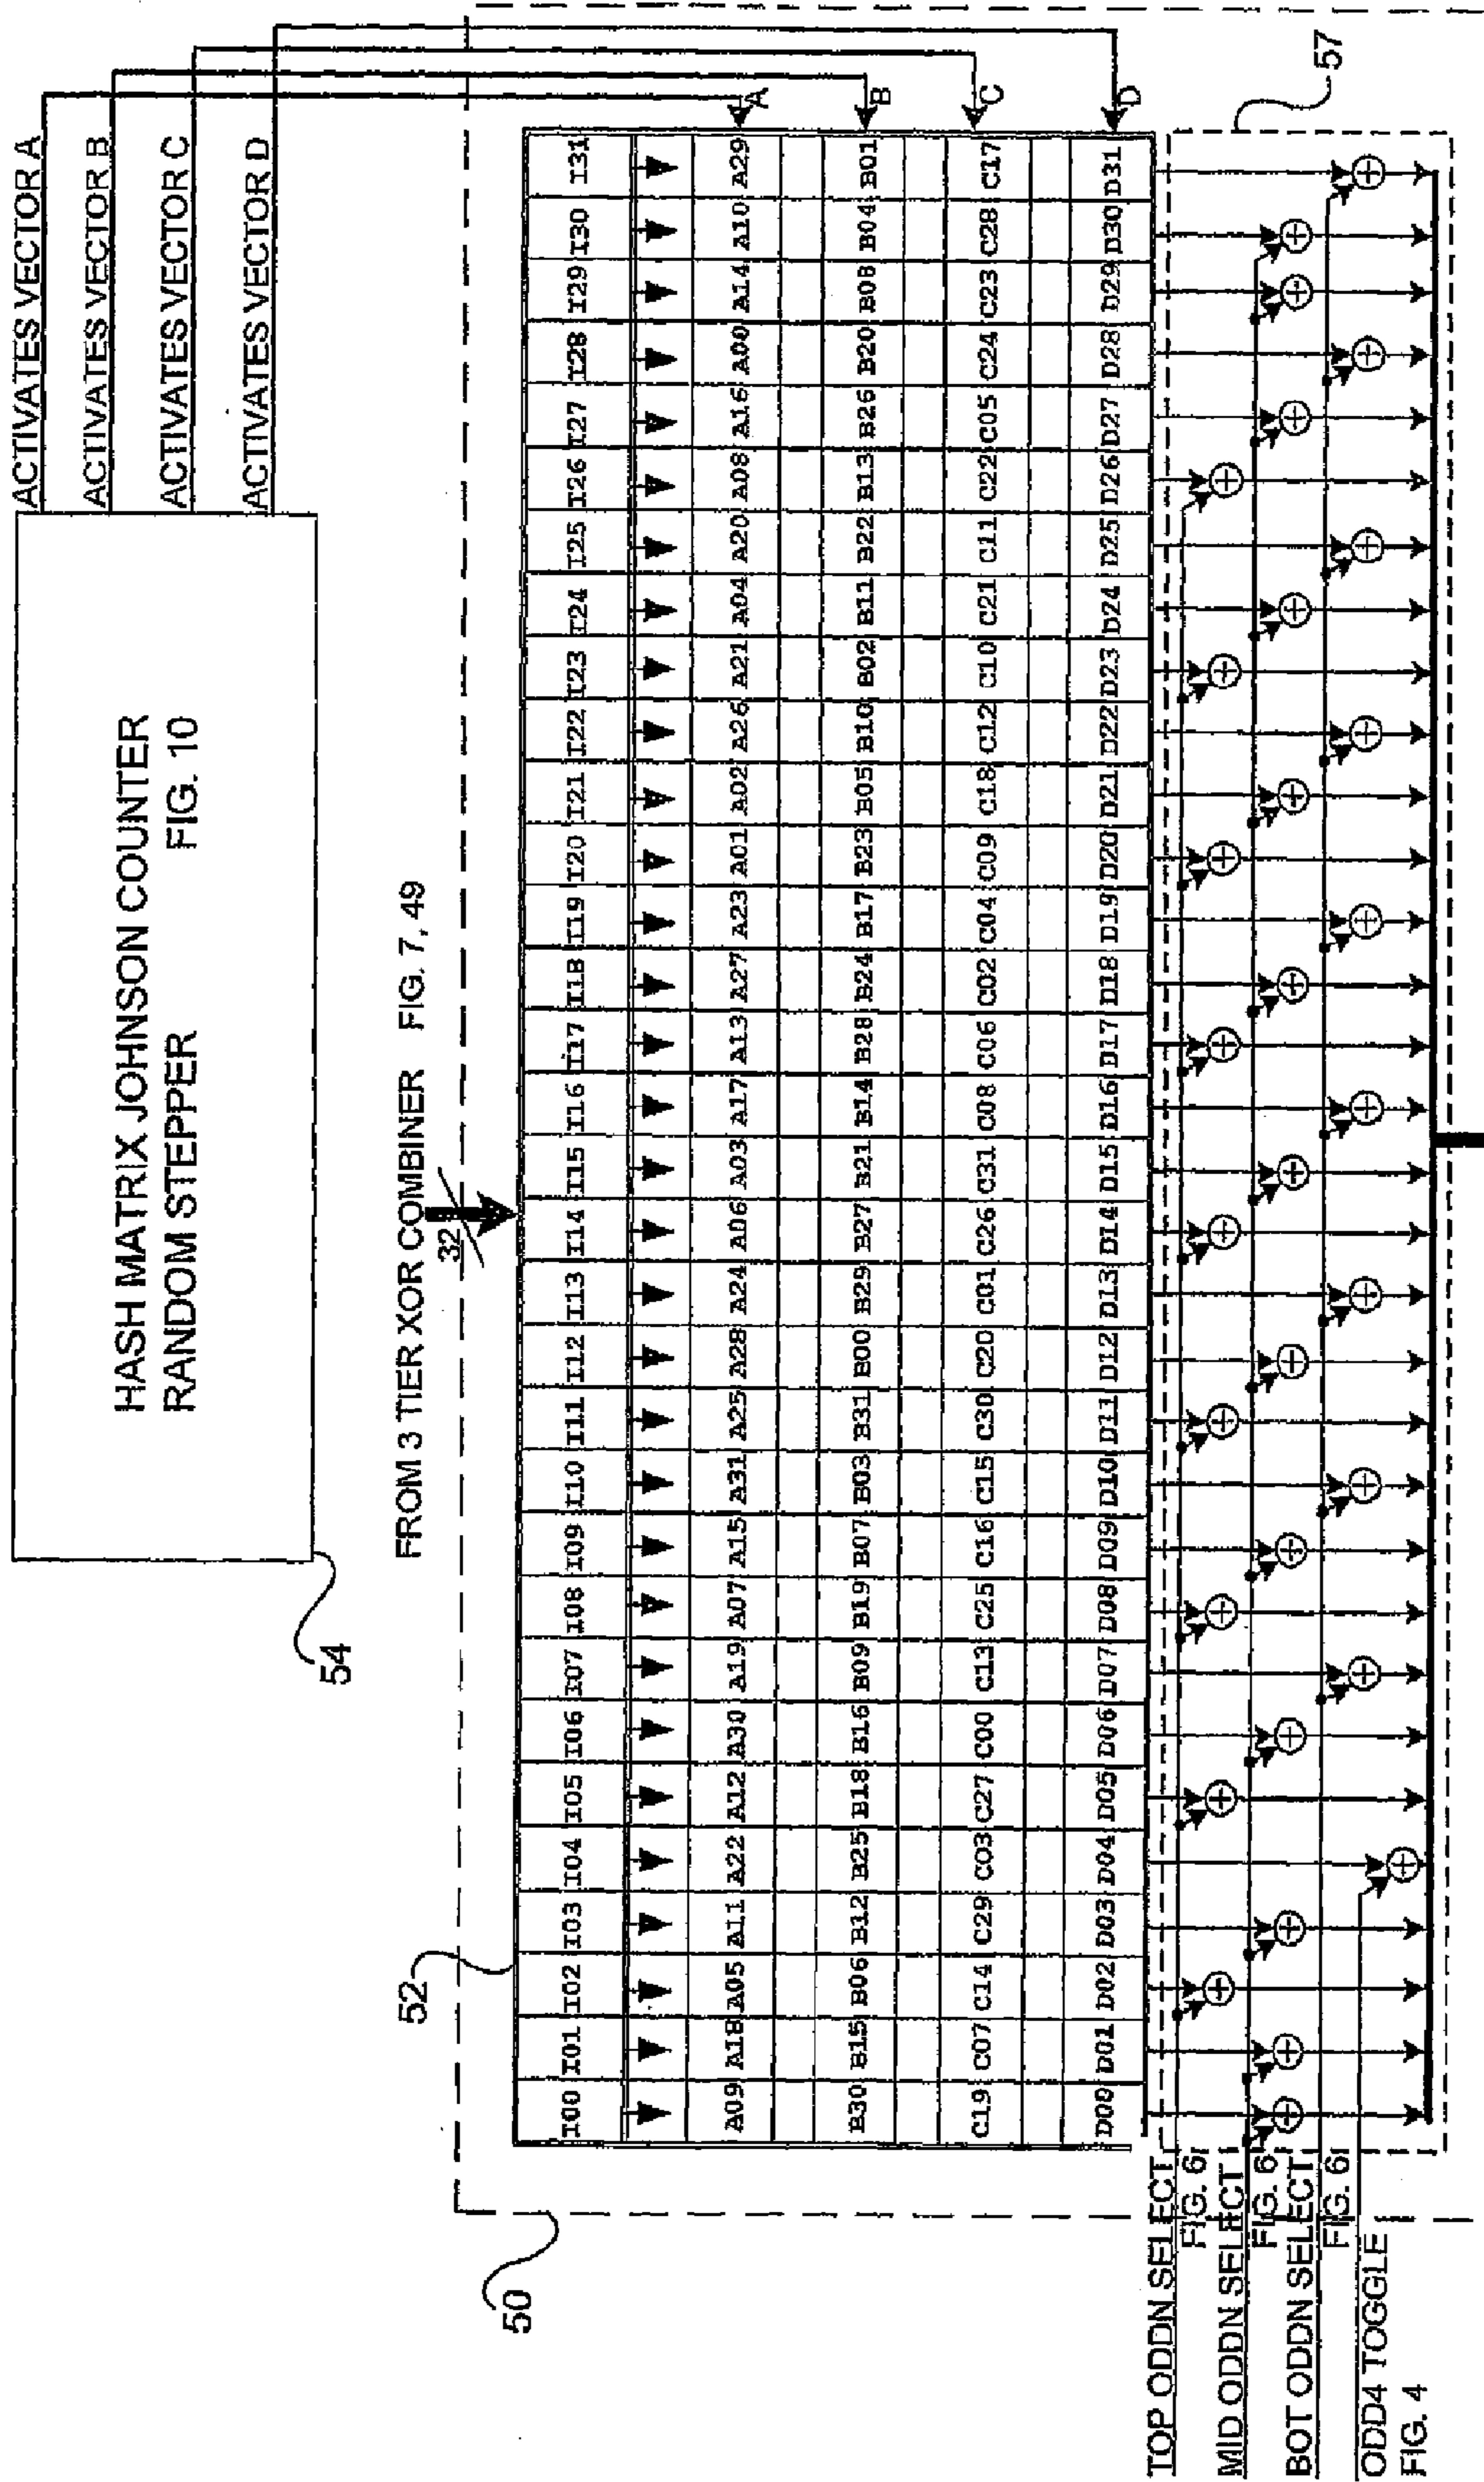 ACTIVATES VECTOR A
ACTIVATES VECTOR B
ACTIVATES VECTOR C
ACTIVATES VECTOR D
HASH MATRIX JOHNSON COUNTER
RANDOM STEPPER FIG. 10
54
FROM 3 TIER XOR COMBINER FIG. 7, 49
32
52
50
I00 I01 I02 I03 I04 I05 I06 I07 I08 I09 I10 I11 I12 I13 I14 I15 I16 I17 I18 I19 I20 I21 I22 I23 I24 I25 I26 I27 I28 I29 I30 I31
A09 A18 A05 A11 A22 A12 A30 A19 A07 A15 A31 A25 A28 A24 A06 A03 A17 A13 A27 A23 A01 A02 A26 A21 A04 A20 A08 A16 A00 A14 A10 A29 A
B30 B15 B06 B12 B25 B18 B16 B09 B19 B07 B03 B31 B00 B29 B27 B21 B14 B28 B24 B17 B23 B05 B10 B02 B11 B22 B13 B26 B20 B08 B04 B01 B
C19 C07 C14 C29 C03 C27 C00 C13 C25 C16 C15 C30 C20 C01 C26 C31 C08 C06 C02 C04 C09 C18 C12 C10 C21 C11 C22 C05 C24 C23 C28 C17 C
D00 D01 D02 D03 D04 D05 D06 D07 D08 D09 D10 D11 D12 D13 D14 D15 D16 D17 D18 D19 D20 D21 D22 D23 D24 D25 D26 D27 D28 D29 D30 D31 D
TOP ODDN SELECT
FIG. 6
MID ODDN SELECT
FIG. 6
BOT ODDN SELECT
FIG. 6
ODD4 TOGGLE
FIG. 4
57